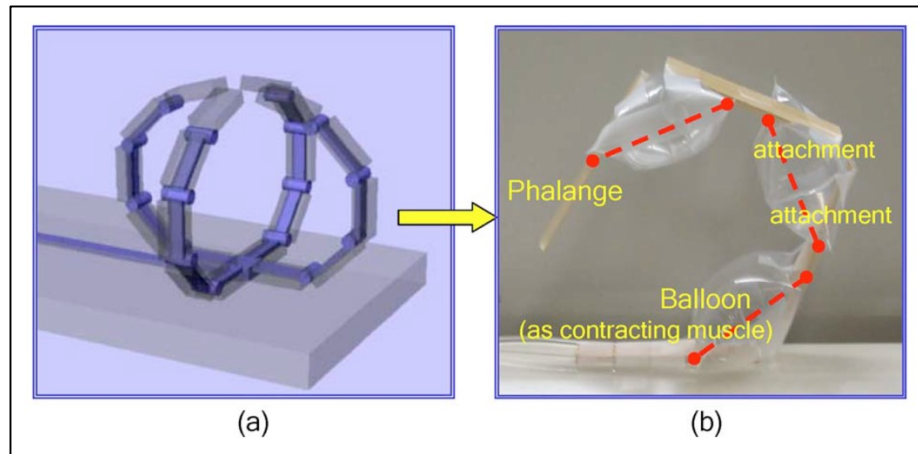 attachment
Phalange
attachment
Balloon
(as contracting muscle)
(a)
(b)